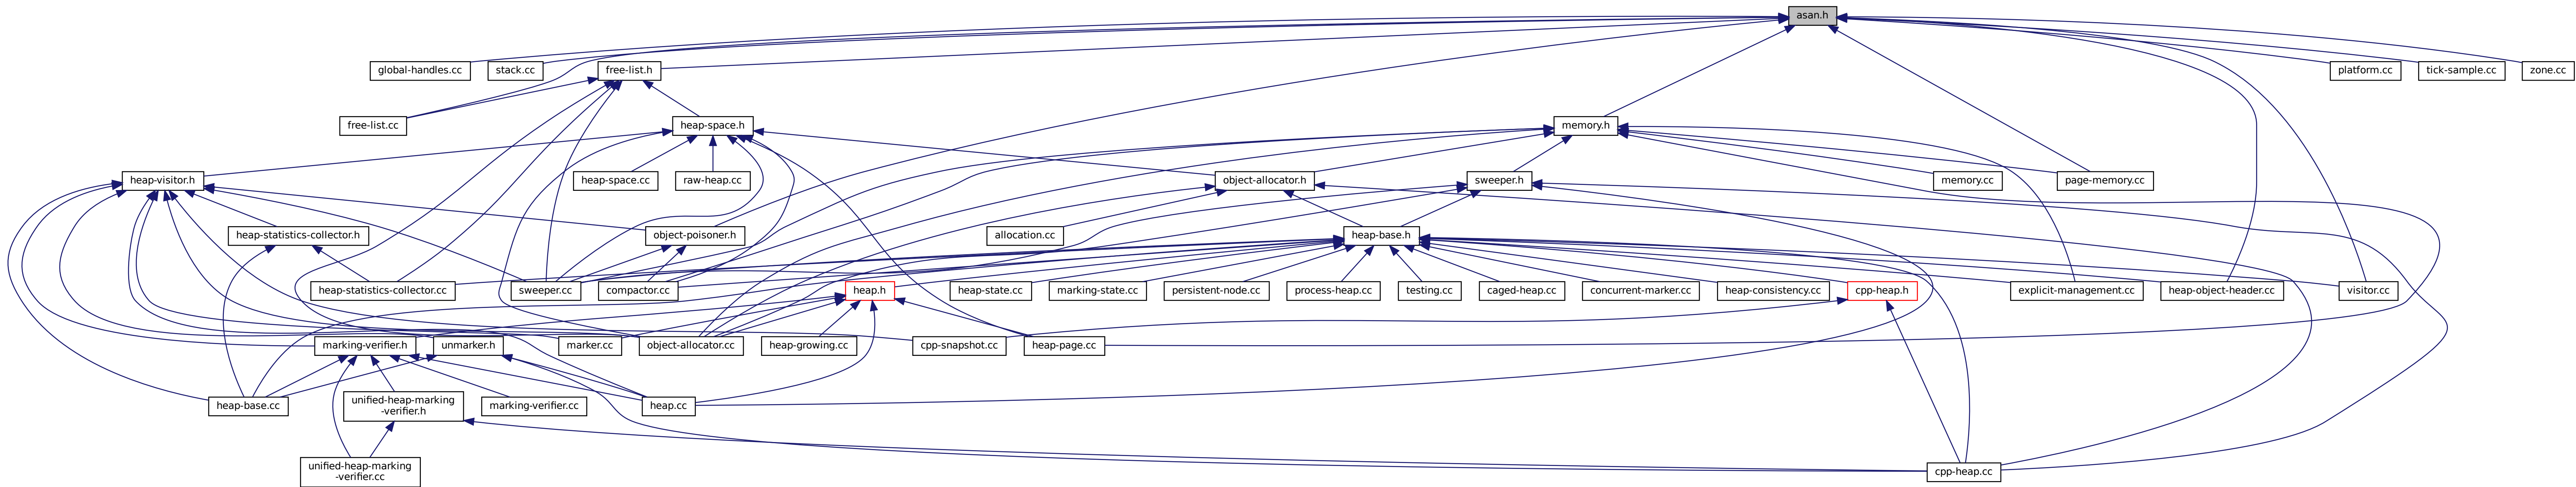 asan.h
global-handles.cc
stack.cc
free-list.h
platform.cc
tick-sample.cc
zone.cc
free-list.cc
heap-space.h
memory.h
heap-visitor.h
heap-space.cc
raw-heap.cc
object-allocator.h
sweeper.h
memory.cc
page-memory.cc
heap-statistics-collector.h
object-poisoner.h
allocation.cc
heap-base.h
heap-statistics-collector.cc
sweeper.cc
compactor.cc
heap.h
heap-state.cc
marking-state.cc
persistent-node.cc
process-heap.cc
testing.cc
caged-heap.cc
concurrent-marker.cc
heap-consistency.cc
cpp-heap.h
explicit-management.cc
heap-object-header.cc
visitor.cc
marking-verifier.h
unmarker.h
marker.cc
object-allocator.cc
heap-growing.cc
cpp-snapshot.cc
heap-page.cc
heap-base.cc
unified-heap-marking
-verifier.h
marking-verifier.cc
heap.cc
unified-heap-marking
-verifier.cc
cpp-heap.cc